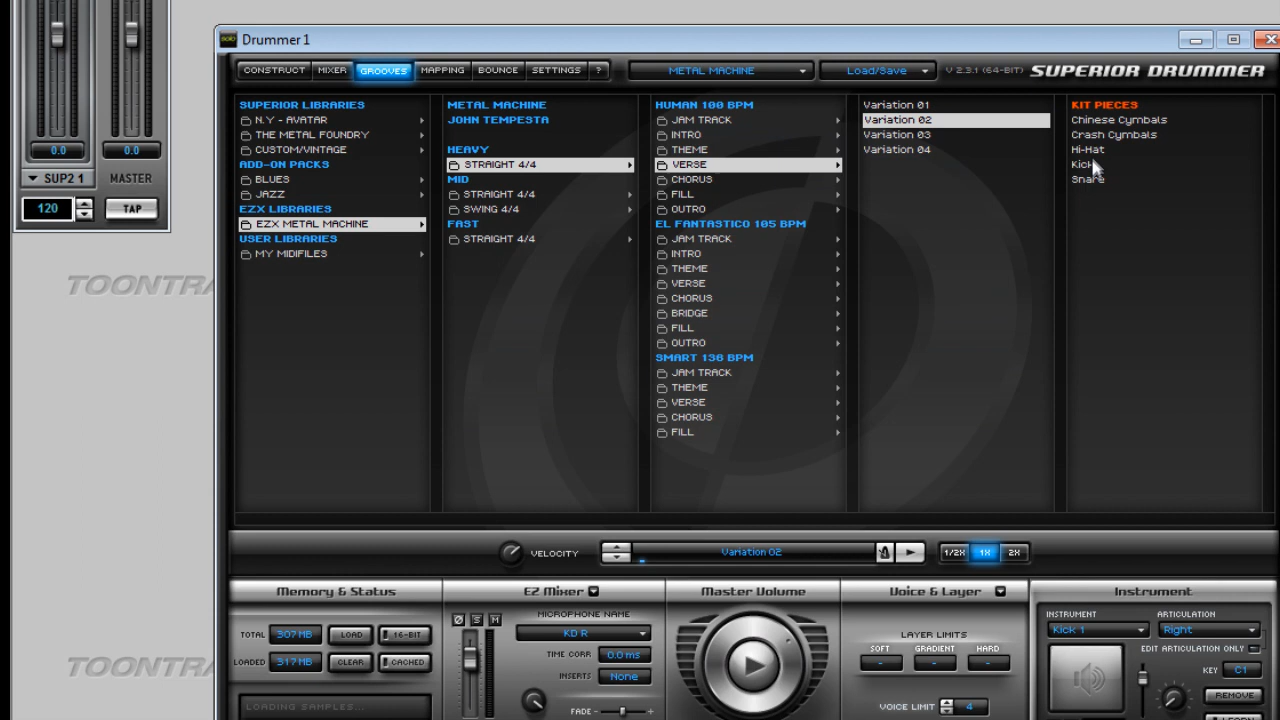 Drummer 1
CONSTRUCT MIXER GROOVES MAPPING BOUNCE SETTINGS ? METAL MACHINE Load/Save V 2.3.1 (64-BIT) SUPERIOR DRUMMER
0.0 0.0
SUP2 1 MASTER
120 TAP
SUPERIOR LIBRARIES
N.Y - AVATAR
THE METAL FOUNDRY
CUSTOM/VINTAGE
ADD-ON PACKS
BLUES
JAZZ
EZX LIBRARIES
EZX METAL MACHINE
USER LIBRARIES
MY MIDIFILES
METAL MACHINE
JOHN TEMPESTA
HEAVY
STRAIGHT 4/4
MID
STRAIGHT 4/4
SWING 4/4
FAST
STRAIGHT 4/4
HUMAN 100 BPM
JAM TRACK
INTRO
THEME
VERSE
CHORUS
FILL
OUTRO
EL FANTASTICO 105 BPM
JAM TRACK
INTRO
THEME
VERSE
CHORUS
BRIDGE
FILL
OUTRO
SMART 136 BPM
JAM TRACK
THEME
VERSE
CHORUS
FILL
Variation 01
Variation 02
Variation 03
Variation 04
KIT PIECES
Chinese Cymbals
Crash Cymbals
Hi-Hat
Kick
Snare
TOONTRA
VELOCITY Variation 02 1/2X 1X 2X
Memory & Status
TOTAL 307 MB LOAD 16-BIT
LOADED 317 MB CLEAR CACHED
LOADING SAMPLES...
EZ Mixer
S M
MICROPHONE NAME
KD R
TIME CORR 0.0 ms
INSERTS None
FADE - +
Master Volume
Voice & Layer
LAYER LIMITS
SOFT GRADIENT HARD
- - -
VOICE LIMIT 4
Instrument
INSTRUMENT ARTICULATION
Kick 1 Right
EDIT ARTICULATION ONLY
KEY C1
REMOVE
TOONTRA